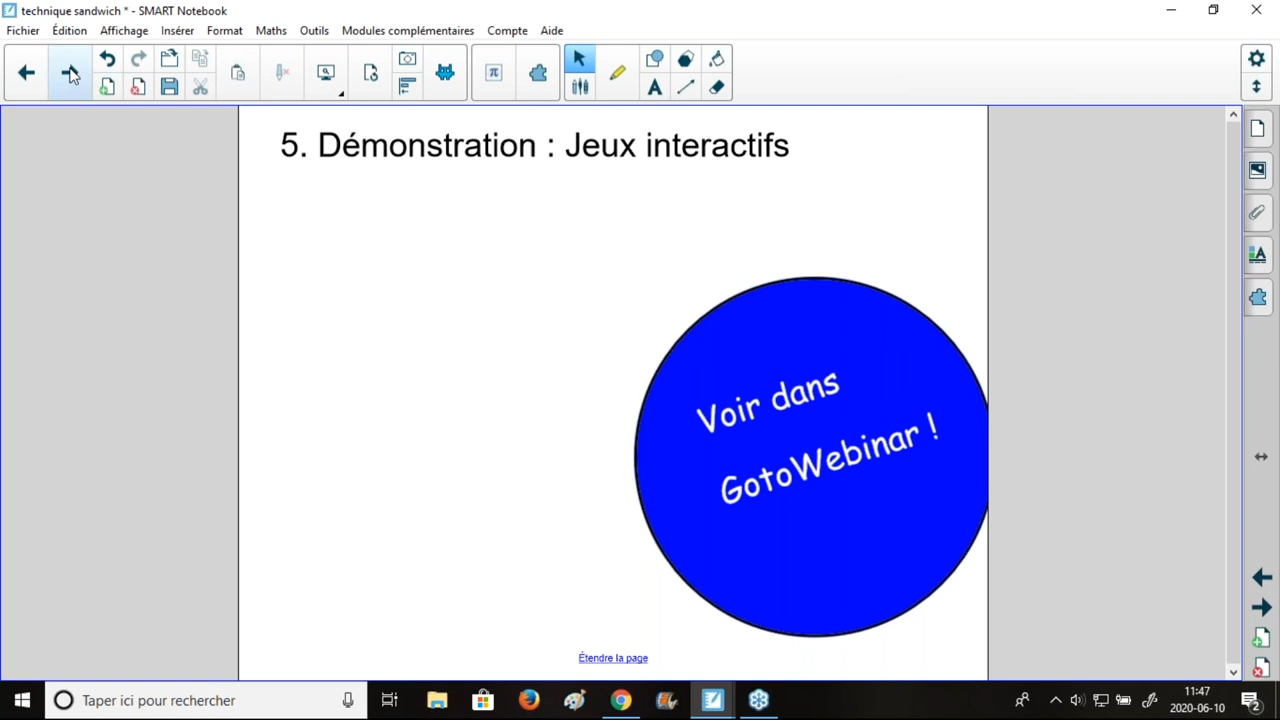 technique sandwich * - SMART Notebook
Fichier Édition Affichage Insérer Format Maths Outils Modules complémentaires Compte Aide
π
A
A
5. Démonstration : Jeux interactifs
Voir dans
GotoWebinar !
Étendre la page
Taper ici pour rechercher
11:47
2020-06-10
2